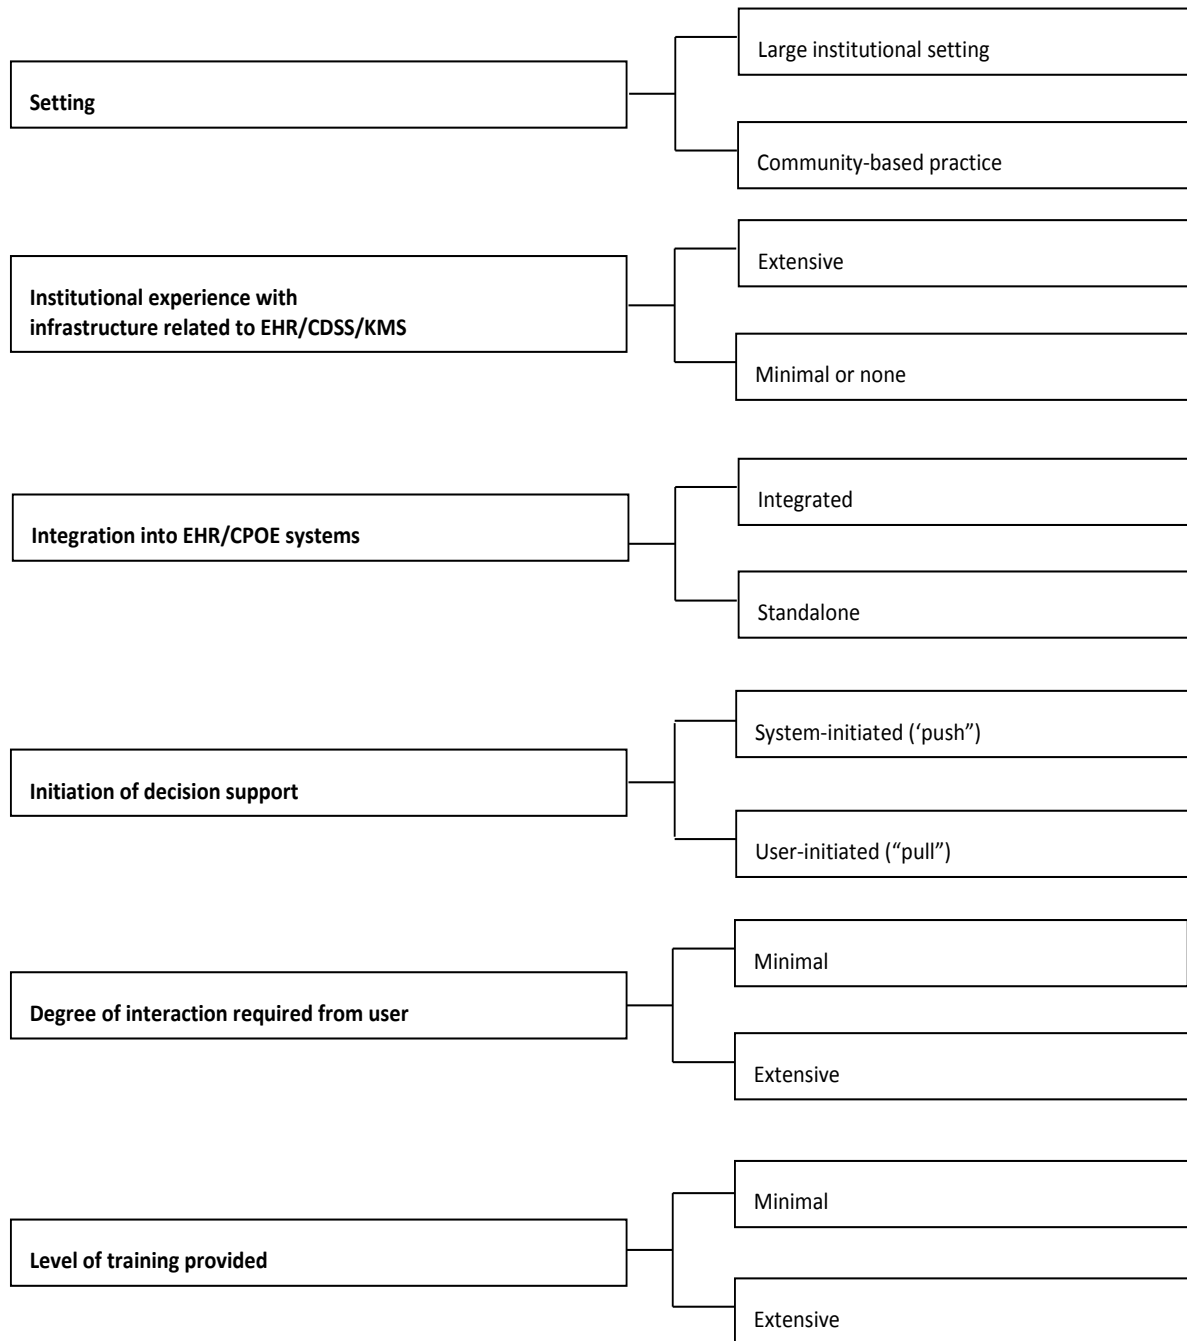 Large institutional setting
Setting
Community-based practice
Extensive
Institutional experience with
infrastructure related to EHR/CDSS/KMS
Minimal or none
Integrated
Integration into EHR/CPOE systems
Standalone
System-initiated (‘push”)
Initiation of decision support
User-initiated (“pull”)
Minimal
Degree of interaction required from user
Extensive
Minimal
Level of training provided
Extensive